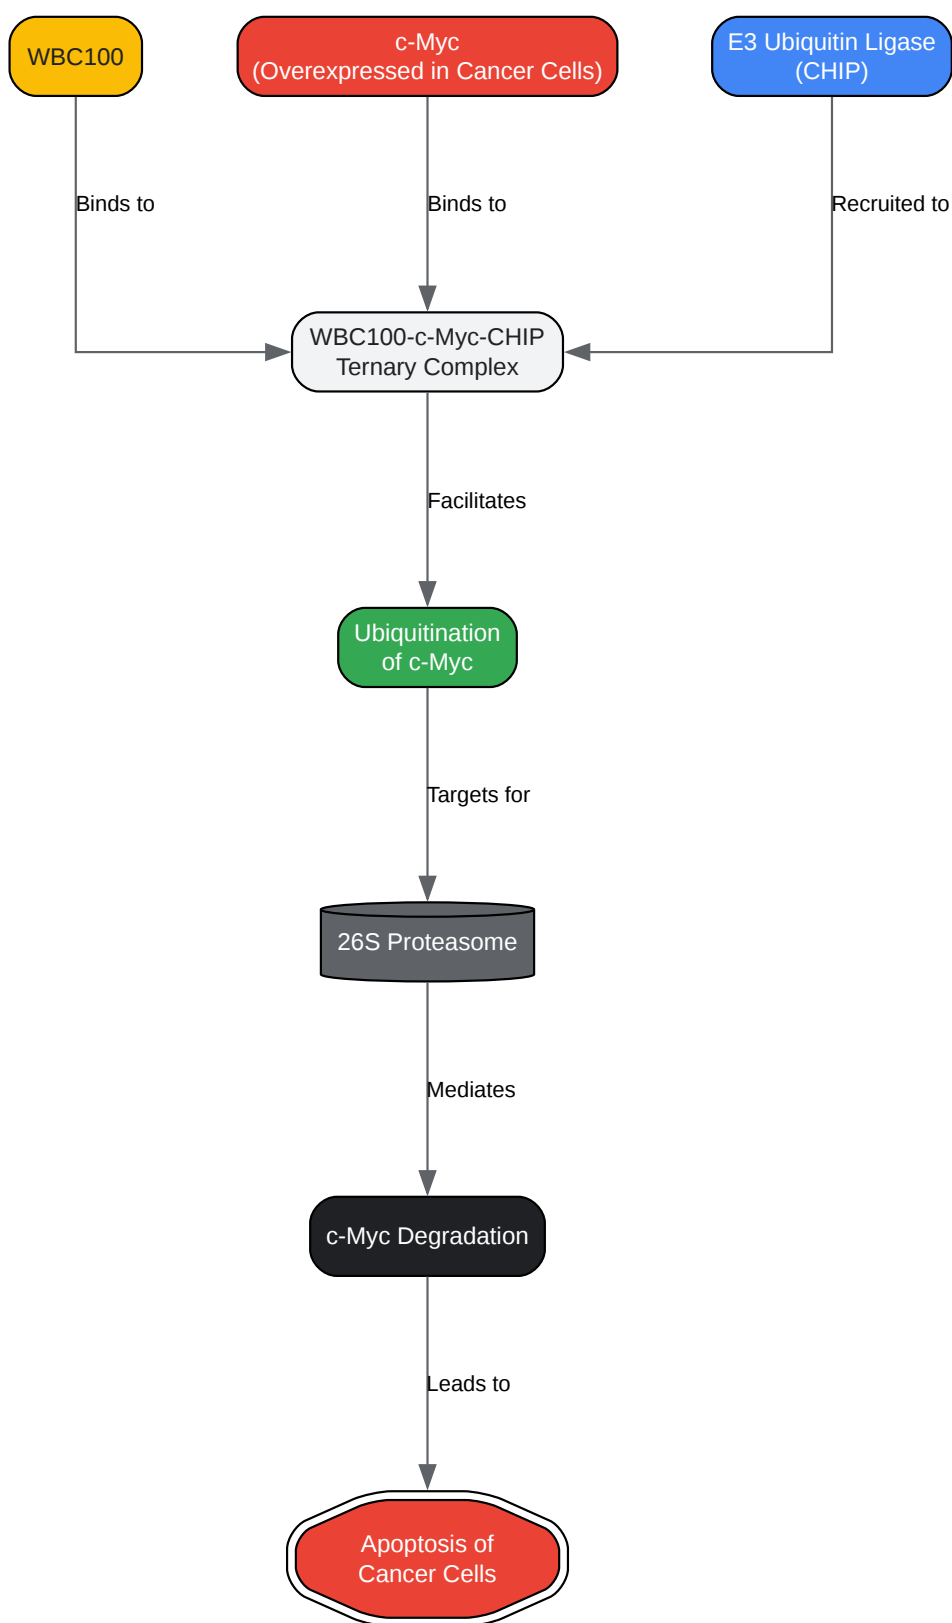 WBC100
c-Myc
(Overexpressed in Cancer Cells)
E3 Ubiquitin Ligase
(CHIP)
Binds to
Binds to
Recruited to
WBC100-c-Myc-CHIP
Ternary Complex
Facilitates
Ubiquitination
of c-Myc
Targets for
26S Proteasome
Mediates
c-Myc Degradation
Leads to
Apoptosis of
Cancer Cells